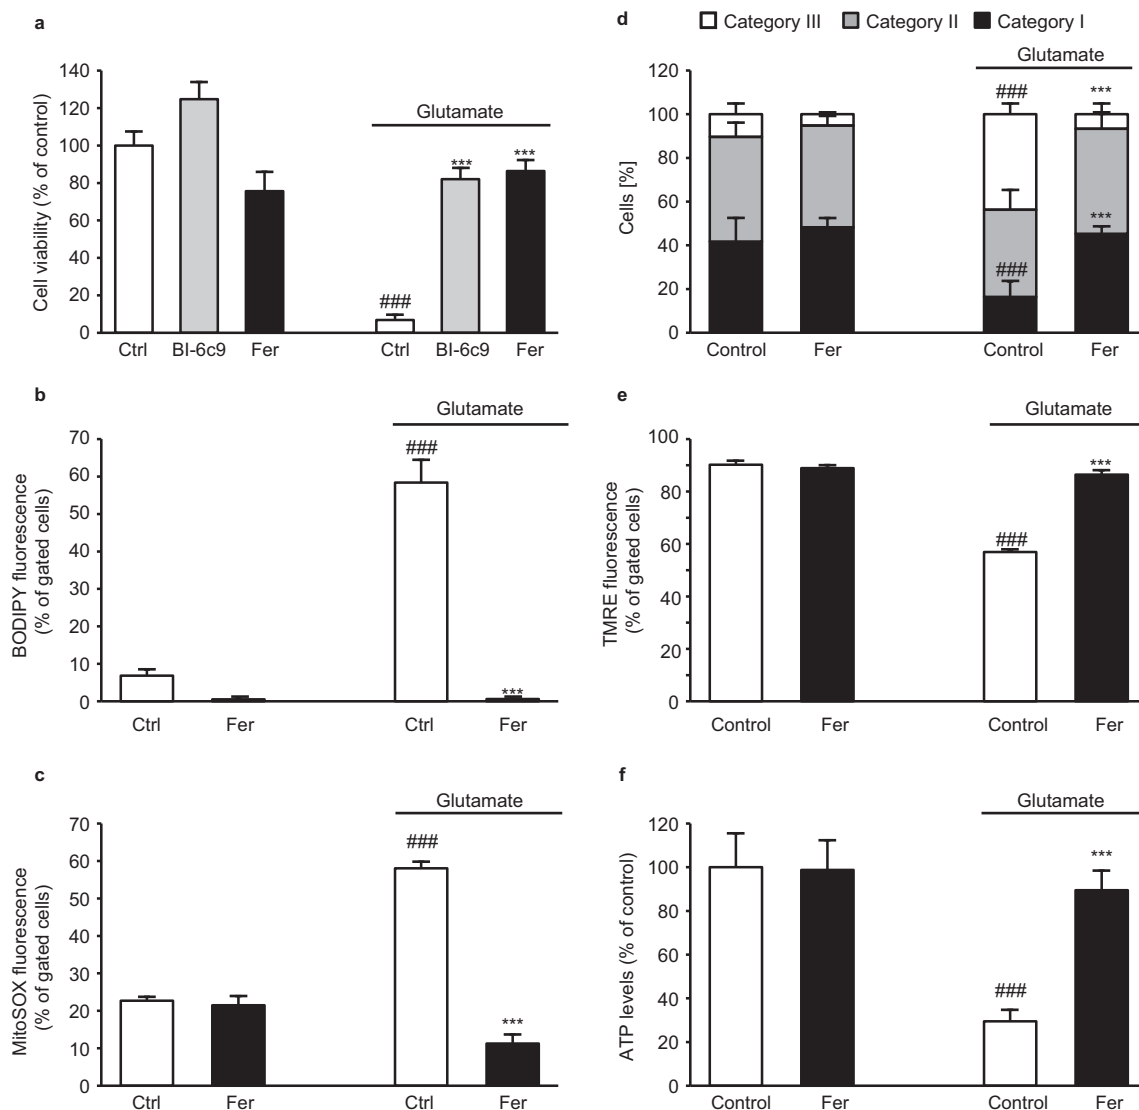 a
Cell viability (% of control)
140
120
100
80
60
40
20
0
Glutamate
###
***
***
Ctrl BI-6c9 Fer Ctrl BI-6c9 Fer
b
BODIPY fluorescence
(% of gated cells)
70
60
50
40
30
20
10
0
Glutamate
###
***
Ctrl Fer Ctrl Fer
c
MitoSOX fluorescence
(% of gated cells)
70
60
50
40
30
20
10
0
Glutamate
###
***
Ctrl Fer Ctrl Fer
d
Category III Category II Category I
Cells [%]
120
100
80
60
40
20
0
Glutamate
### ***
***
###
Control Fer Control Fer
e
TMRE fluorescence
(% of gated cells)
100
80
60
40
20
0
Glutamate
###
***
Control Fer Control Fer
f
ATP levels (% of control)
120
100
80
60
40
20
0
Glutamate
###
***
Control Fer Control Fer